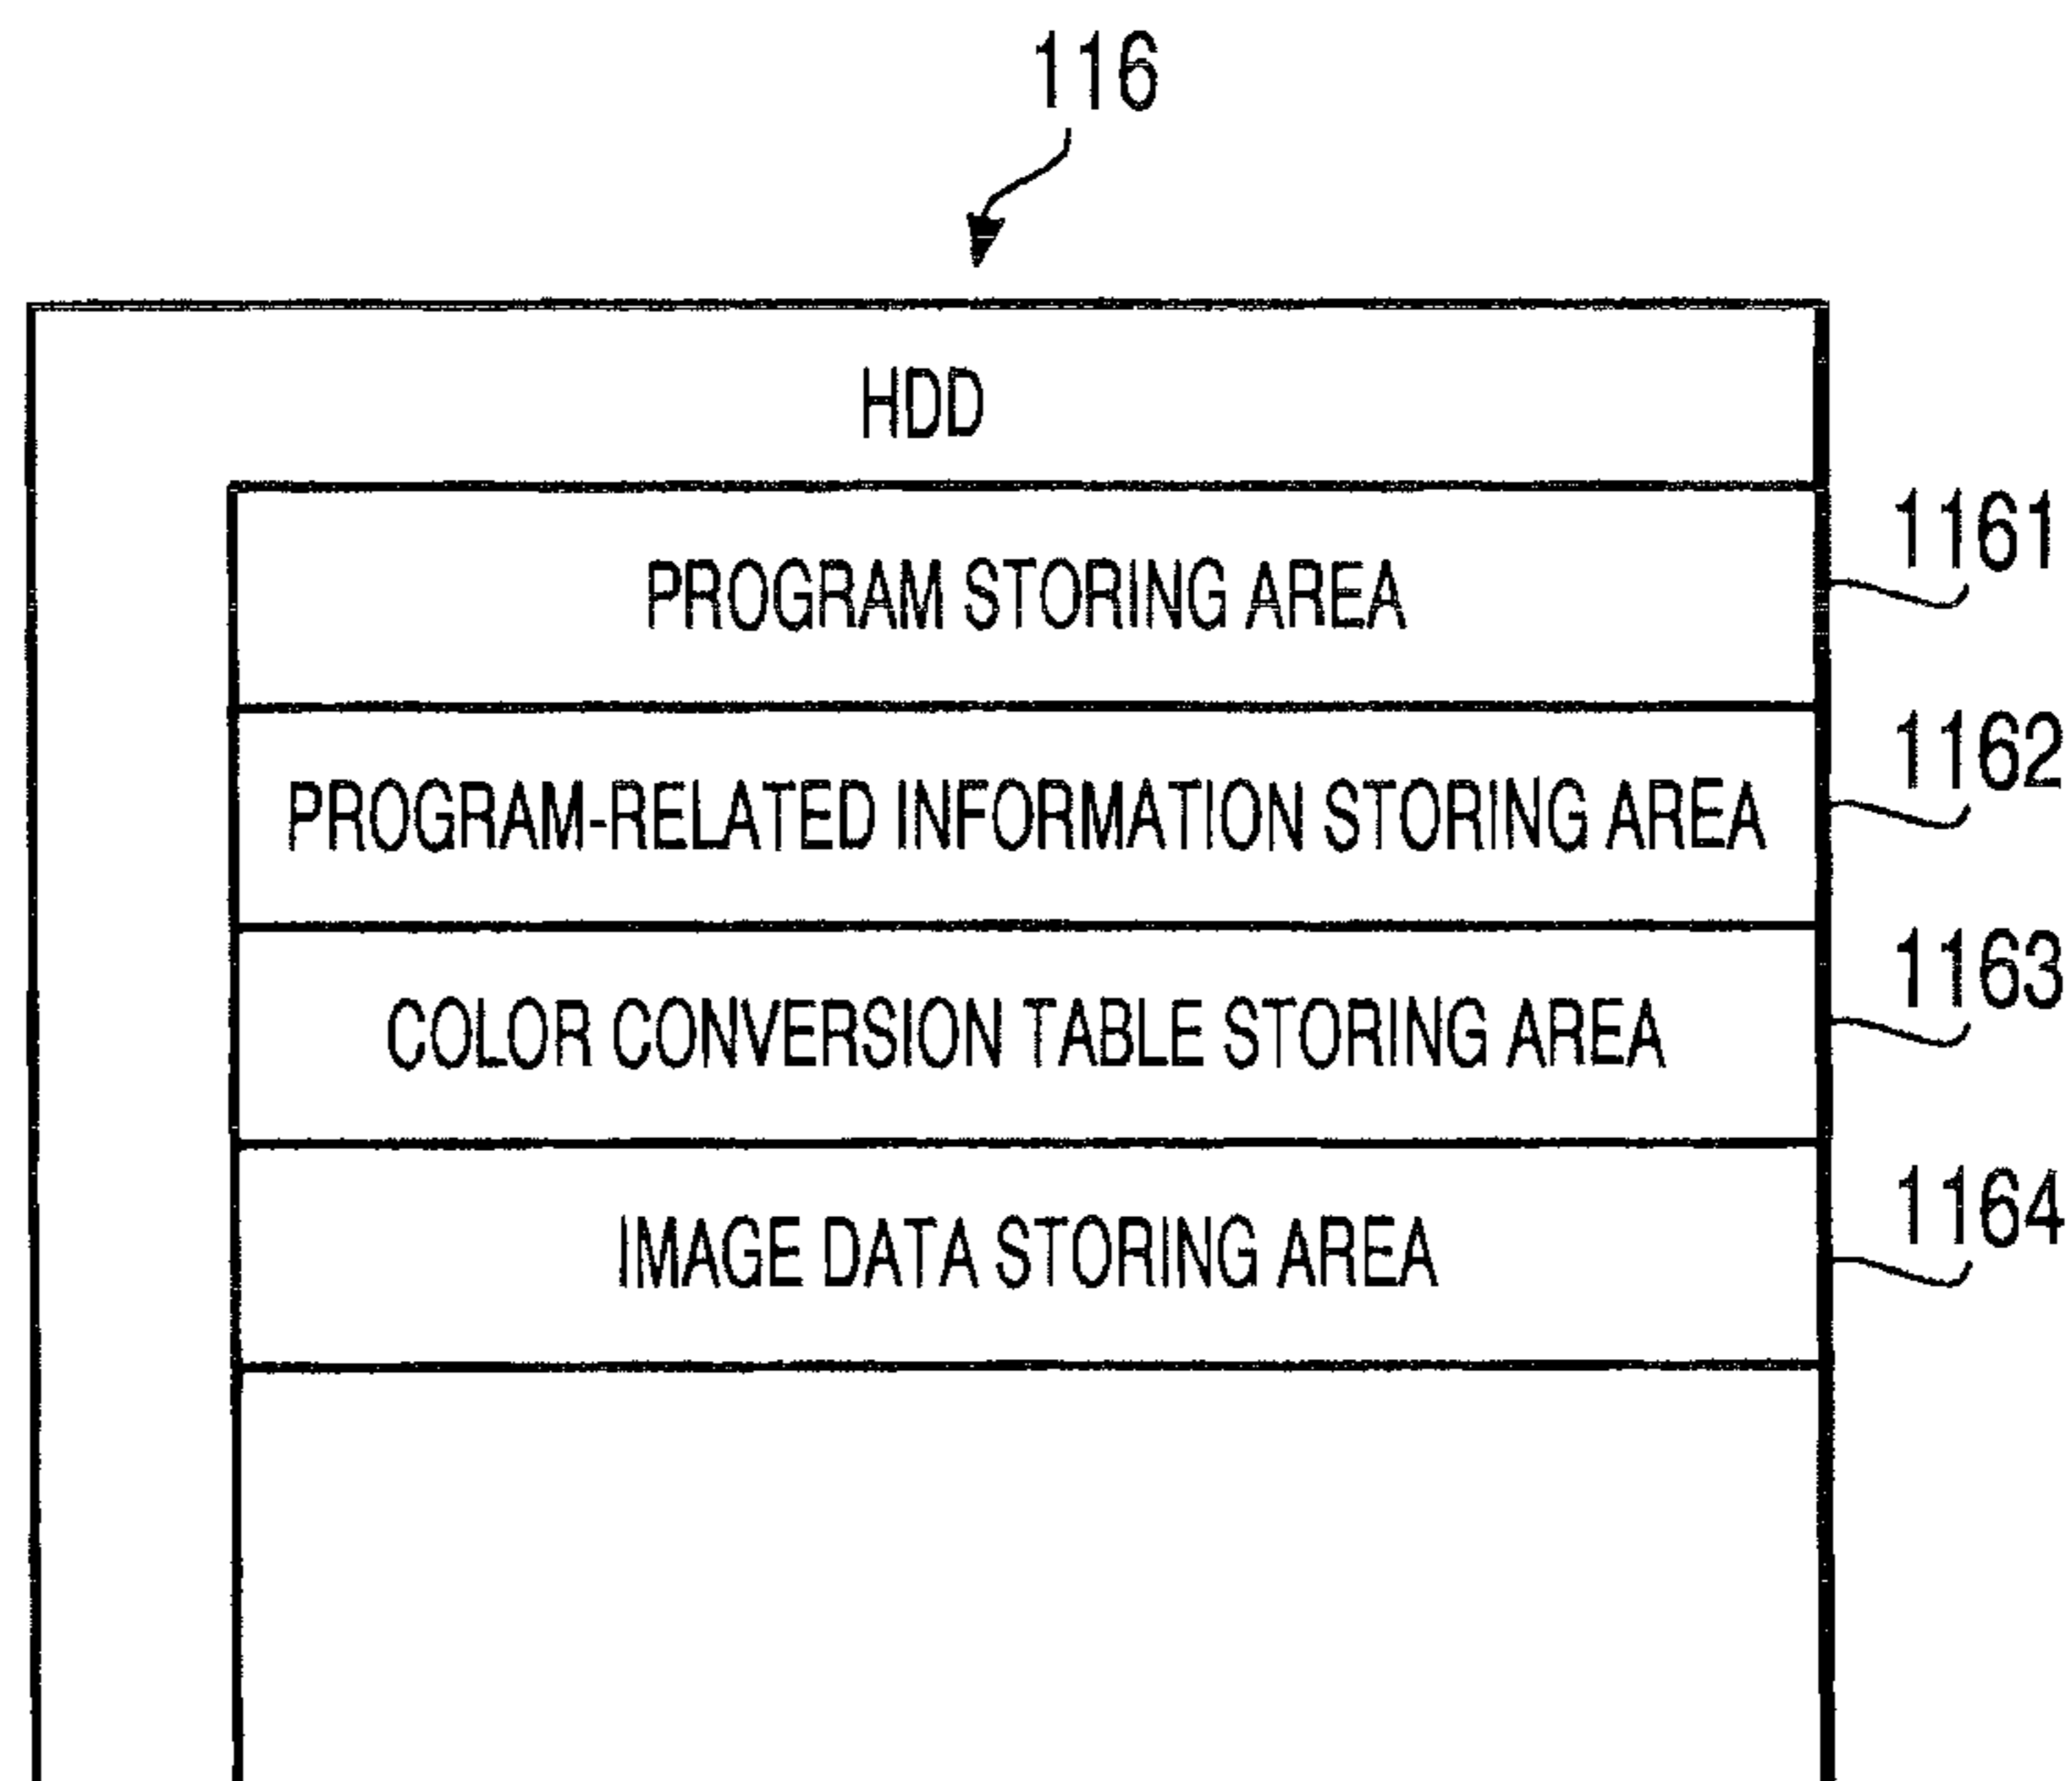 116
HDD
PROGRAM STORING AREA
1161
PROGRAM-RELATED INFORMATION STORING AREA
1162
COLOR CONVERSION TABLE STORING AREA
1163
IMAGE DATA STORING AREA
1164